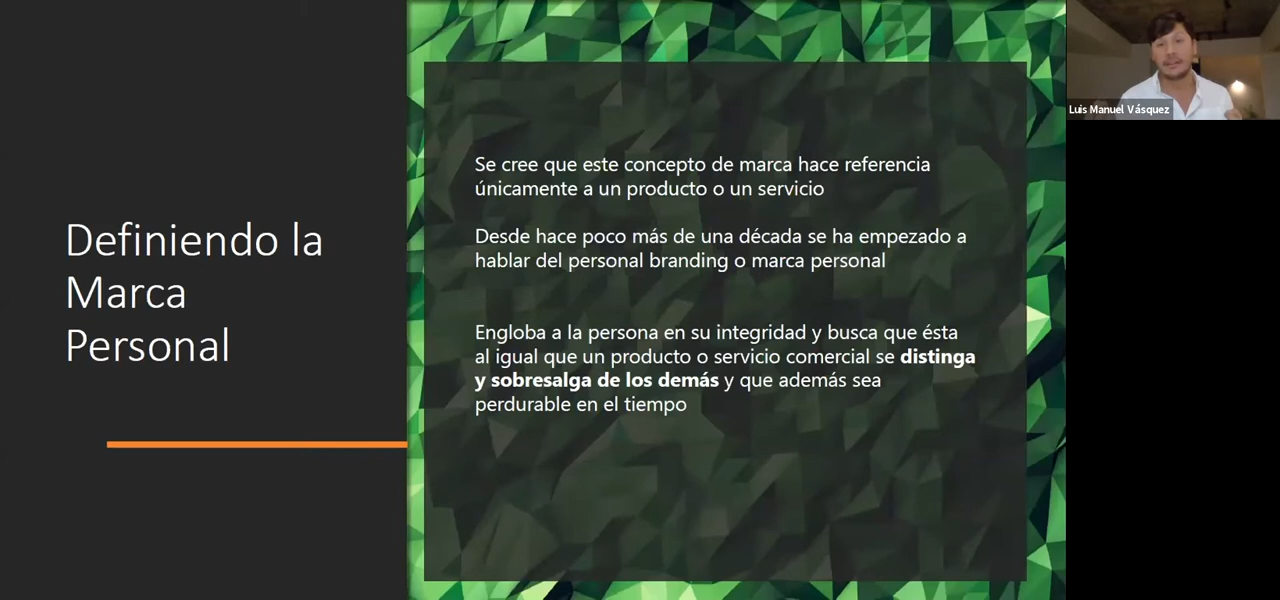 Definiendo la
Marca
Personal
Se cree que este concepto de marca hace referencia
únicamente a un producto o un servicio
Desde hace poco más de una década se ha empezado a
hablar del personal branding o marca personal
Engloba a la persona en su integridad y busca que ésta
al igual que un producto o servicio comercial se distinga
y sobresalga de los demás y que además sea
perdurable en el tiempo
Luis Manuel Vásquez